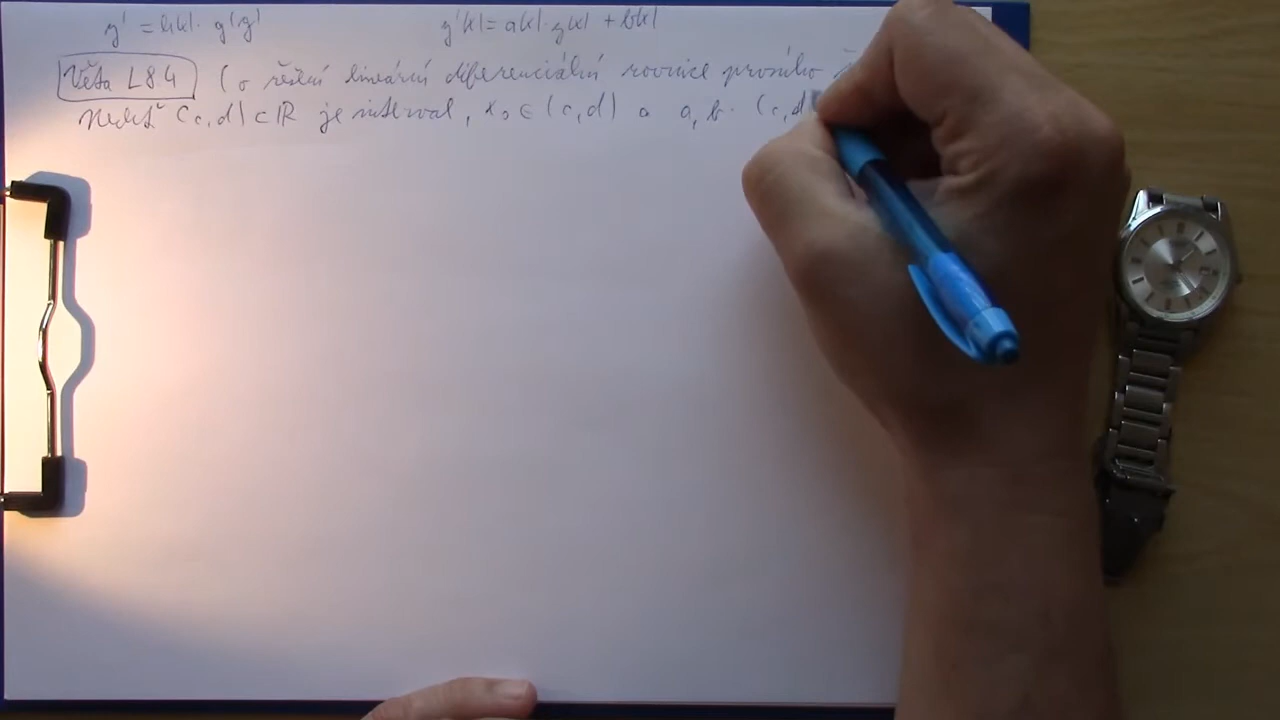 y' = h(x) · g(y) y'(x) = a(x) · y(x) + b(x)
Věta L8.4 (o řešení lineární diferenciální rovnice prvního
Nechť (c,d) ⊂ ℝ je interval, x₀ ∈ (c,d) a a, b : (c,d)